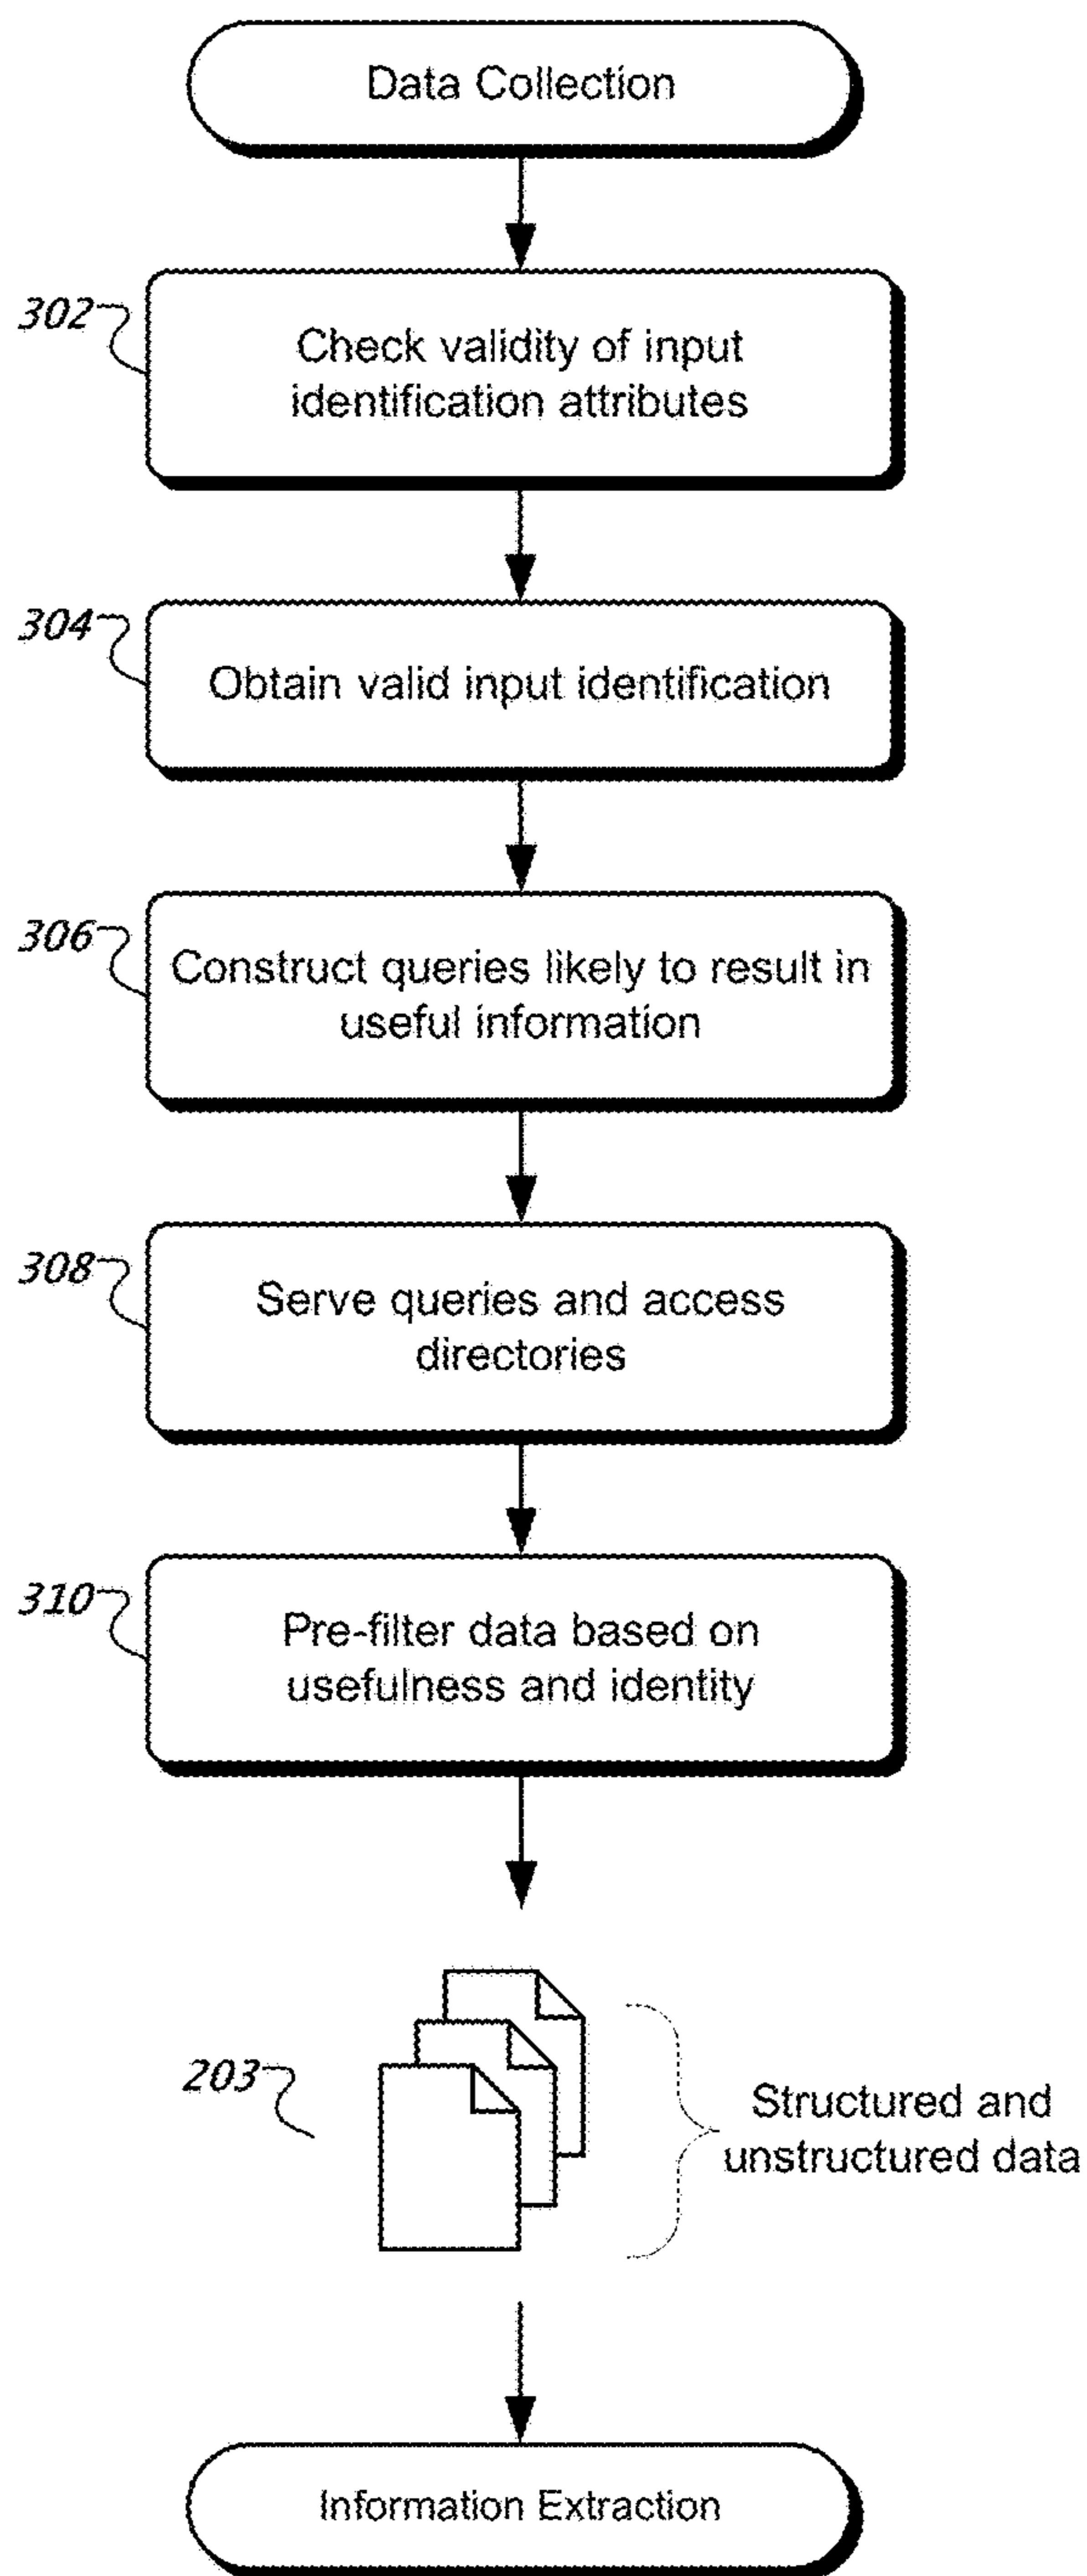 Data Collection
302
Check validity of input
identification attributes
304
Obtain valid input identification
306
Construct queries likely to result in
useful information
308
Serve queries and access
directories
310
Pre-filter data based on
usefulness and identity
203
Structured and
unstructured data
Information Extraction